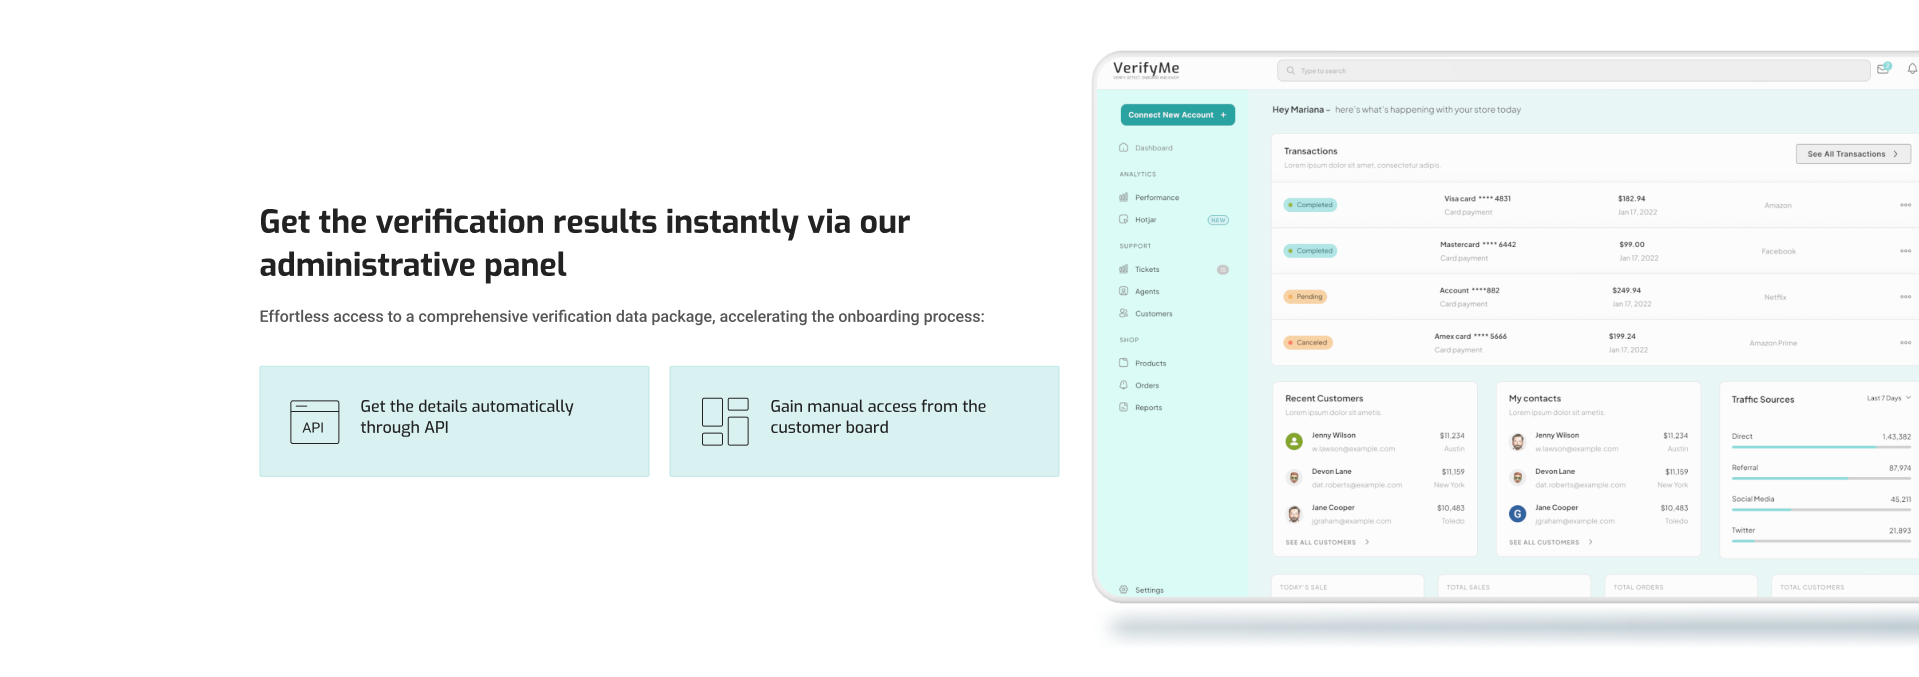 Get the verification results instantly via our
administrative panel
Effortless access to a comprehensive verification data package, accelerating the onboarding process:
API
Get the details automatically
through API
Gain manual access from the
customer board
VerifyMe
Type to search
Connect New Account +
Dashboard
ANALYTICS
Performance
Hotjar NEW
SUPPORT
Tickets
Agents
Customers
SHOP
Products
Orders
Reports
Settings
Hey Mariana - here's what's happening with your store today
Transactions
Lorem ipsum dolor sit amet, consectetur adipis.
See All Transactions
Completed Visa card **** 4831 $182.94 Amazon
Card payment Jan 17, 2022
Completed Mastercard **** 6442 $99.00 Facebook
Card payment Jan 17, 2022
Pending Account ****882 $249.94 Netflix
Card payment Jan 17, 2022
Canceled Amex card **** 5666 $199.24 Amazon Prime
Card payment Jan 17, 2022
Recent Customers
Lorem ipsum dolor sit ametis.
Jenny Wilson $11,234
w.lawson@example.com Austin
Devon Lane $11,159
dat.roberts@example.com New York
Jane Cooper $10,483
jgraham@example.com Toledo
SEE ALL CUSTOMERS
My contacts
Lorem ipsum dolor sit ametis.
Jenny Wilson $11,234
w.lawson@example.com Austin
Devon Lane $11,159
dat.roberts@example.com New York
G Jane Cooper $10,483
jgraham@example.com Toledo
SEE ALL CUSTOMERS
Traffic Sources Last 7 Days
Direct 1,43,382
Referral 87,974
Social Media 45,211
Twitter 21,893
TODAY'S SALE
TOTAL SALES
TOTAL ORDERS
TOTAL CUSTOMERS